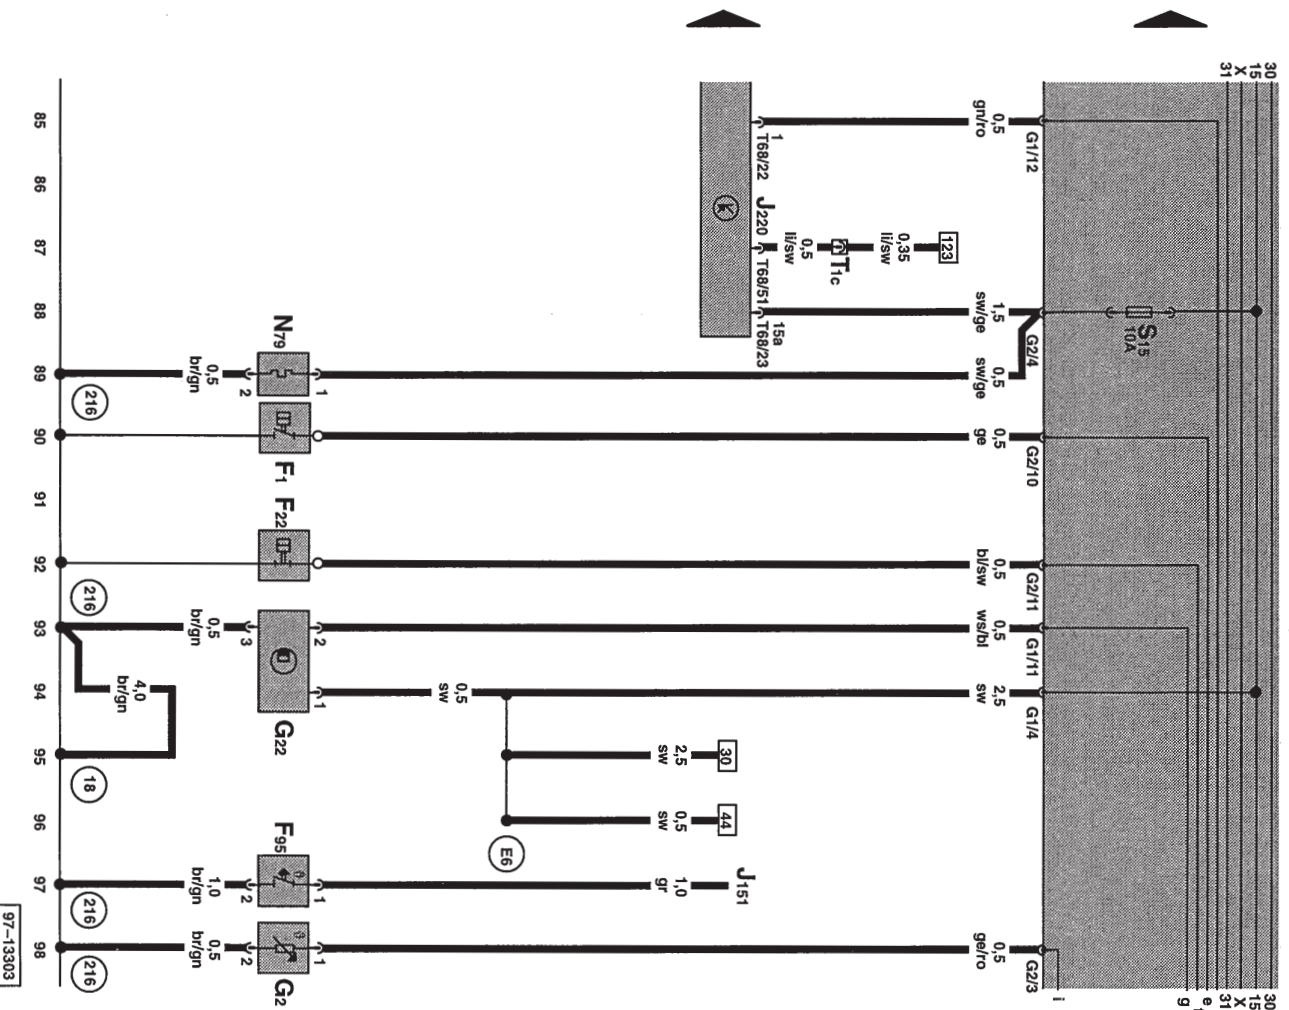 30 30
15 15
X X
31 31
e
g
i
S15
10A
G1/12 G2/4 G2/10 G2/11 G1/11 G1/4 G2/3
0,5 1,5 0,5 0,5 0,5 0,5 2,5 0,5
gn/ro sw/ge sw/ge ge bl/sw ws/bl sw ge/ro
123
0,35
li/sw
T1c
0,5
li/sw
1 15a
J220
T68/22 T68/51 T68/23
J151
30 44
2,5 0,5 1,0
sw sw gr
E6
0,5
sw
1 2 1 1 1
N79 F1 F22 G22 F95 G2
2 3 2 2
0,5 0,5 1,0 0,5
br/gn br/gn br/gn br/gn
4,0
br/gn
216 216 18 216 216
85 86 87 88 89 90 91 92 93 94 95 96 97 98
97–13303